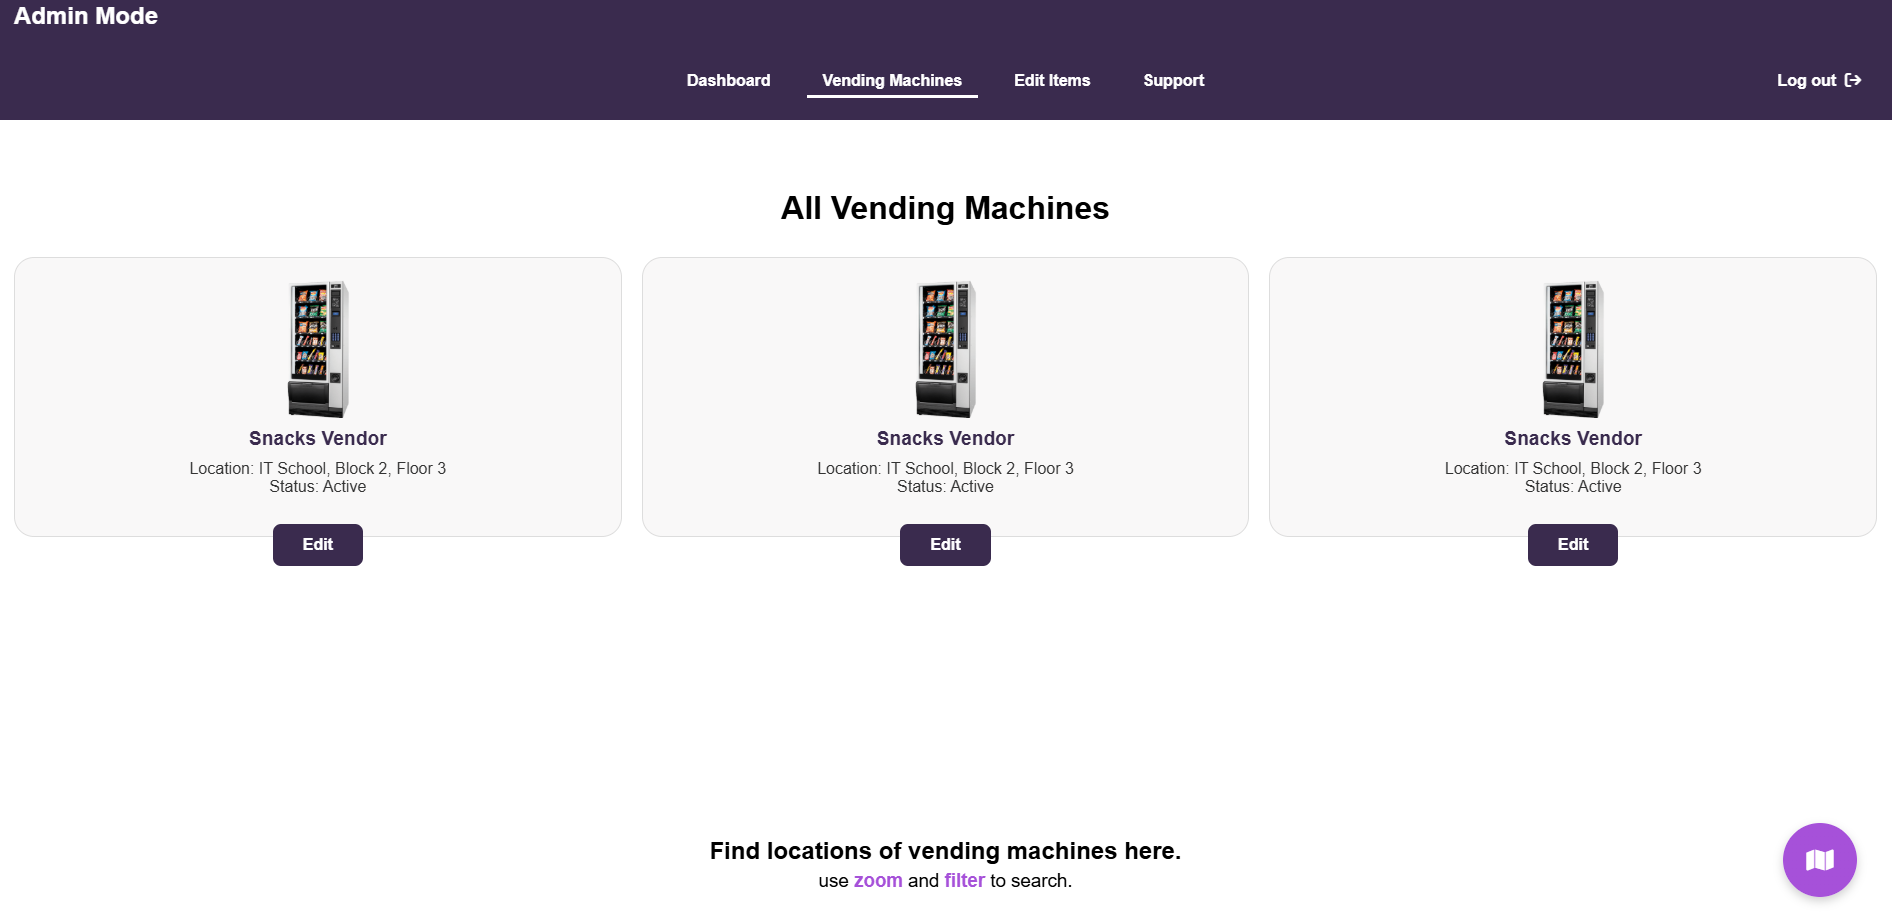 Admin Mode
Dashboard
Vending Machines
Edit Items
Support
Log out
All Vending Machines
Snacks Vendor
Location: IT School, Block 2, Floor 3
Status: Active
Edit
Snacks Vendor
Location: IT School, Block 2, Floor 3
Status: Active
Edit
Snacks Vendor
Location: IT School, Block 2, Floor 3
Status: Active
Edit
Find locations of vending machines here.
use zoom and filter to search.